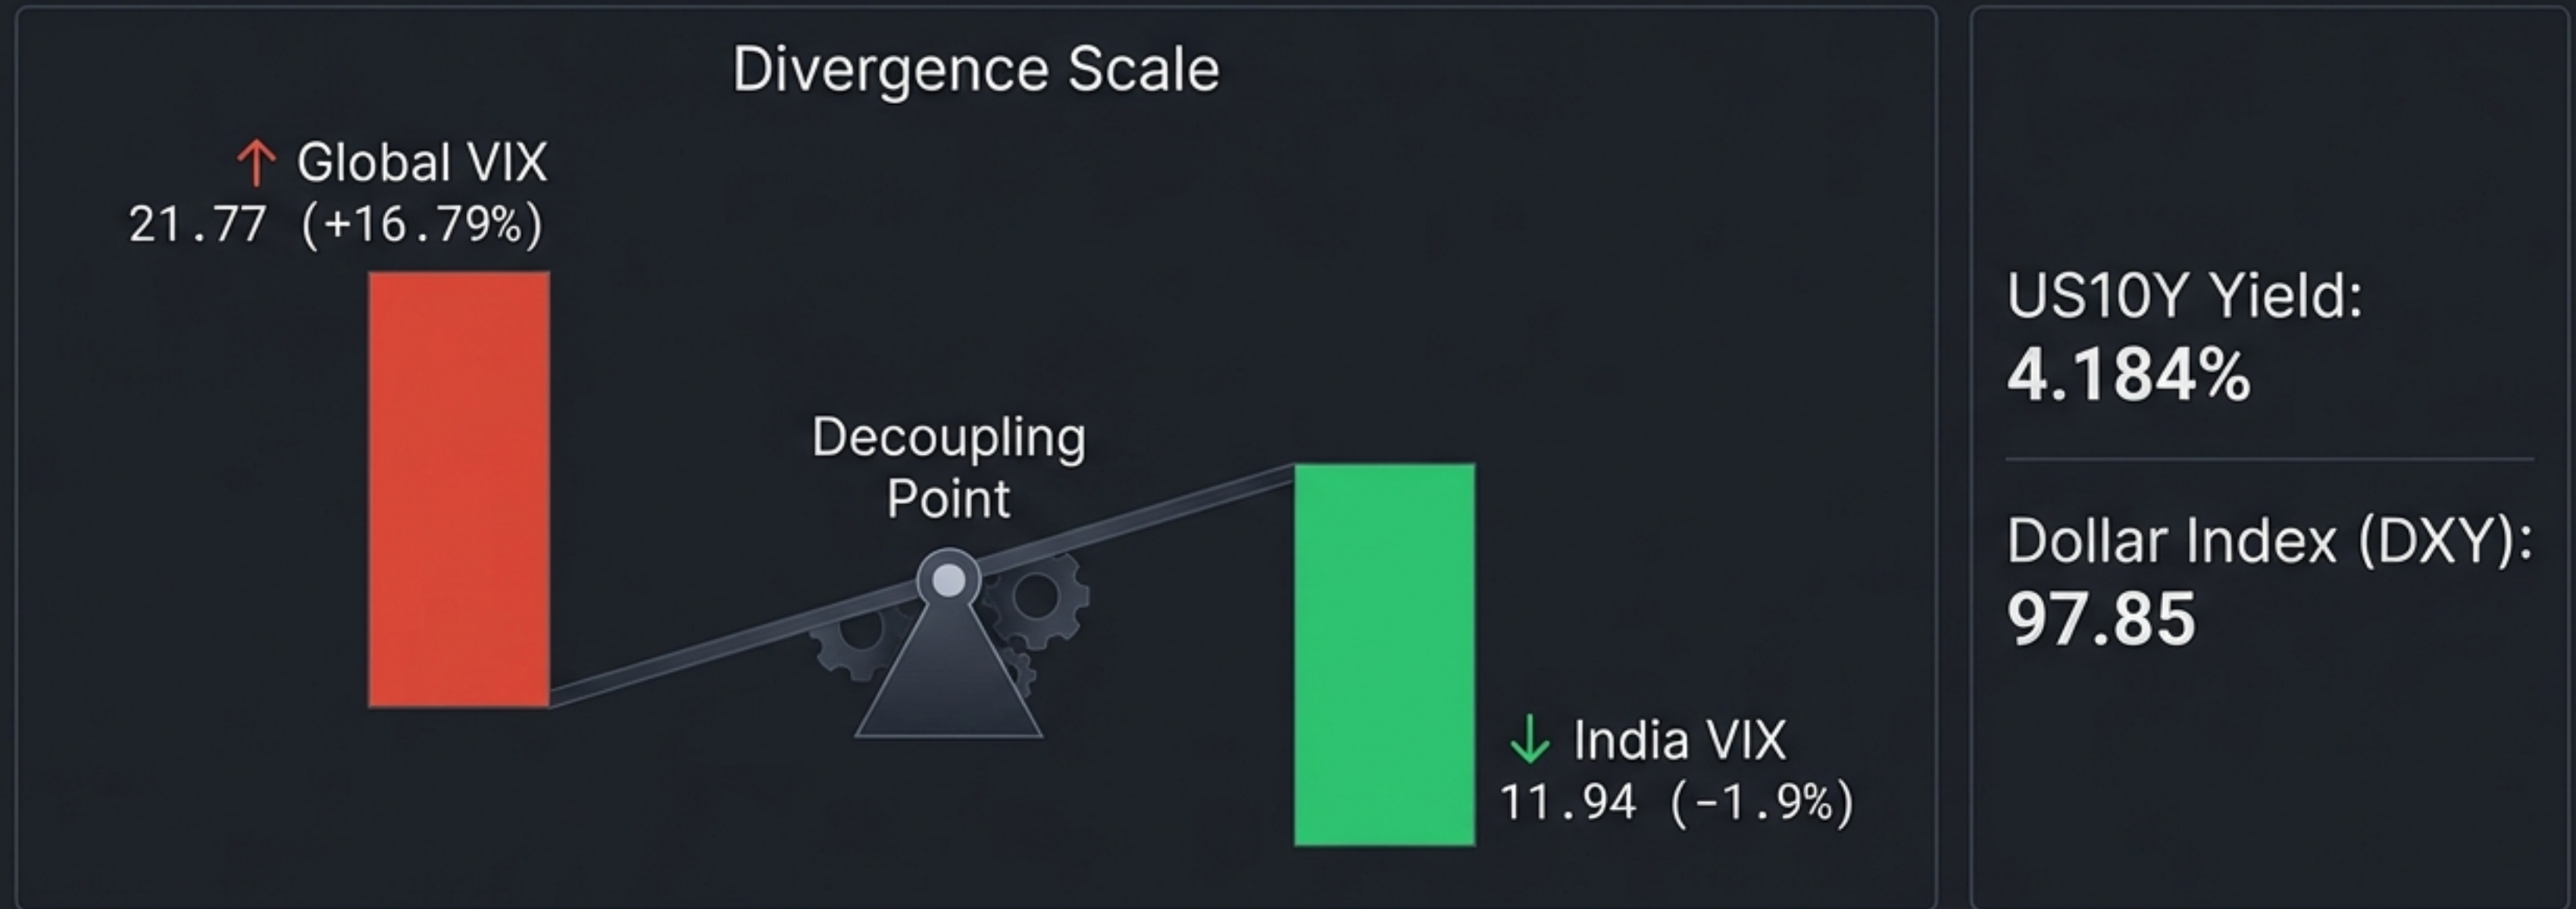 Divergence Scale
↑ Global VIX
21.77 (+16.79%)
Decoupling
Point
↓ India VIX
11.94 (-1.9%)
US10Y Yield:
4.184%
Dollar Index (DXY):
97.85